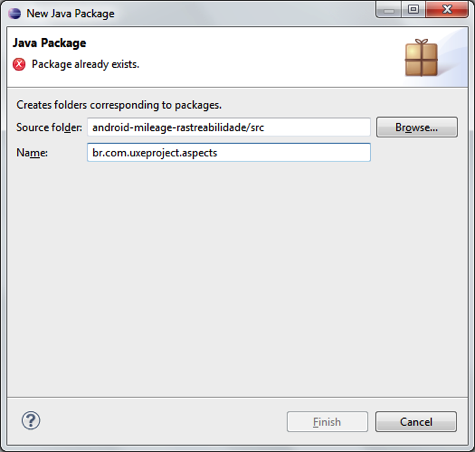 New Java Package
Java Package
Package already exists.
Creates folders corresponding to packages.
Source folder: android-mileage-rastreabilidade/src Browse...
Name: br.com.uxeproject.aspects
Finish Cancel